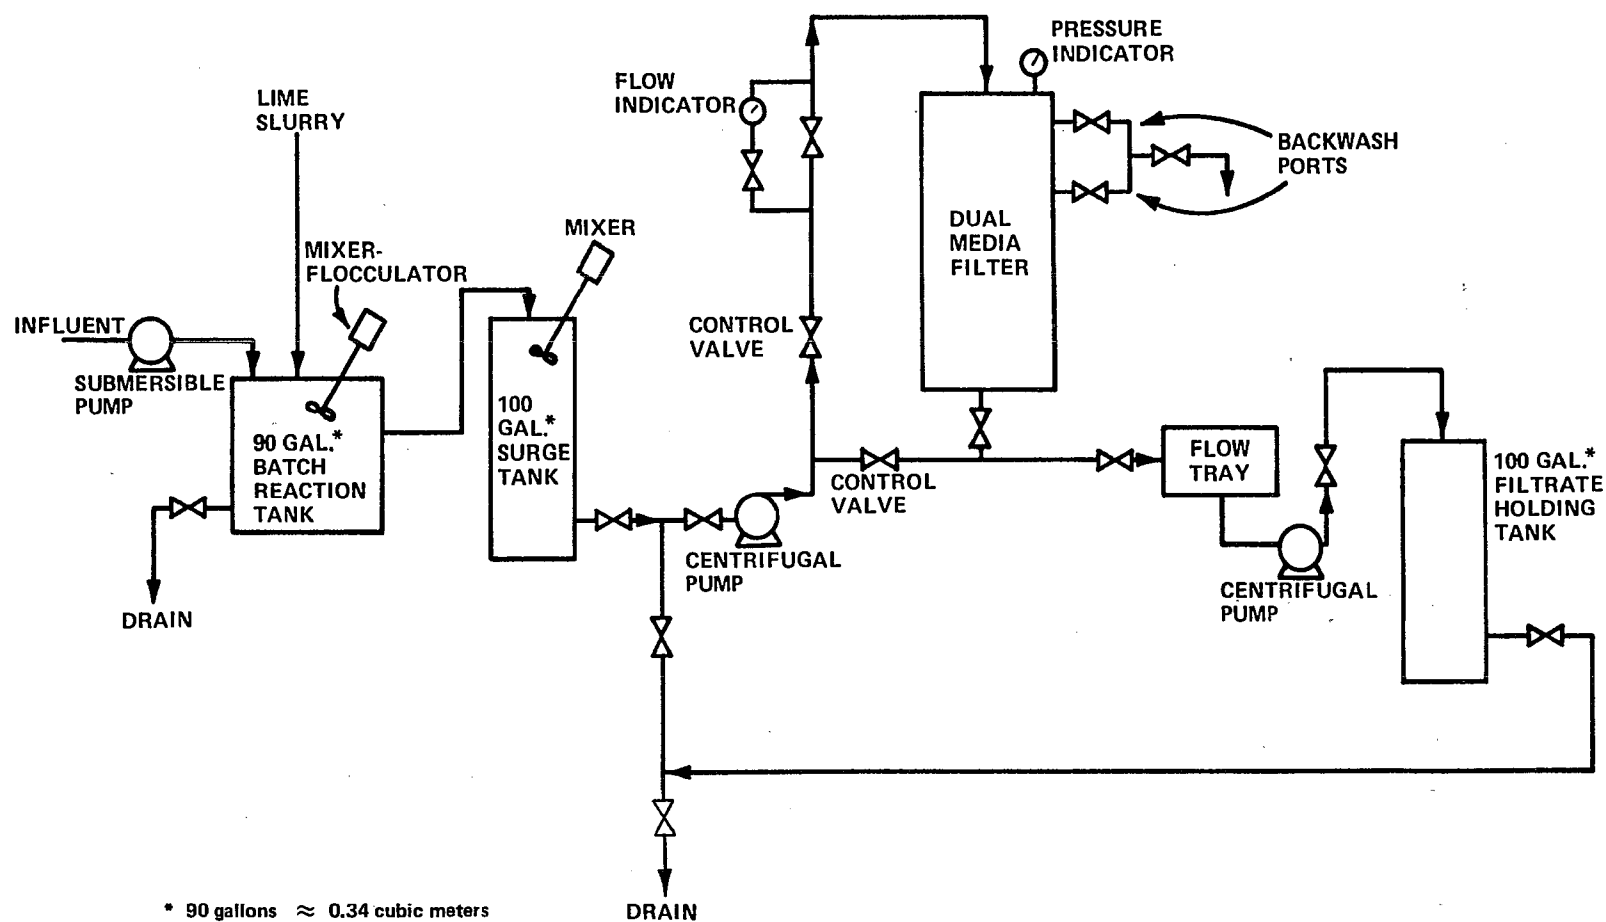 PRESSURE
INDICATOR
FLOW
INDICATOR
LIME
SLURRY
BACKWASH
PORTS
DUAL
MEDIA
FILTER
MIXER
MIXER-
FLOCCULATOR
INFLUENT
SUBMERSIBLE
PUMP
CONTROL
VALVE
90 GAL.*
BATCH
REACTION
TANK
100
GAL.*
SURGE
TANK
CONTROL
VALVE
FLOW
TRAY
100 GAL.*
FILTRATE
HOLDING
TANK
CENTRIFUGAL
PUMP
CENTRIFUGAL
PUMP
DRAIN
* 90 gallons ≈ 0.34 cubic meters
DRAIN